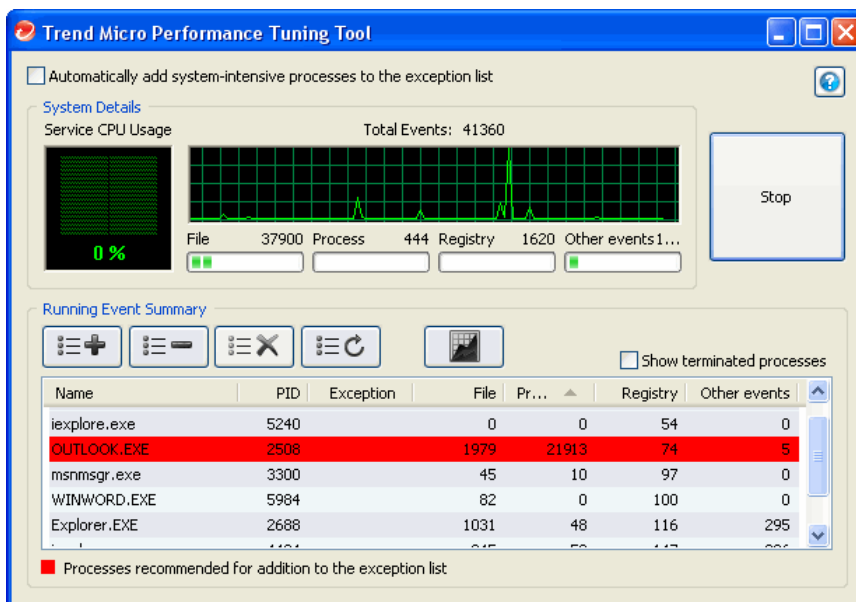 Trend Micro Performance Tuning Tool
Automatically add system-intensive processes to the exception list
System Details
Service CPU Usage
Total Events: 41360
0 %
File 37900 Process 444 Registry 1620 Other events1...
Stop
Running Event Summary
Show terminated processes
Name PID Exception File Pr... Registry Other events
iexplore.exe 5240 0 0 54 0
OUTLOOK.EXE 2508 1979 21913 74 5
msnmsgr.exe 3300 45 10 97 0
WINWORD.EXE 5984 82 0 100 0
Explorer.EXE 2688 1031 48 116 295
Processes recommended for addition to the exception list